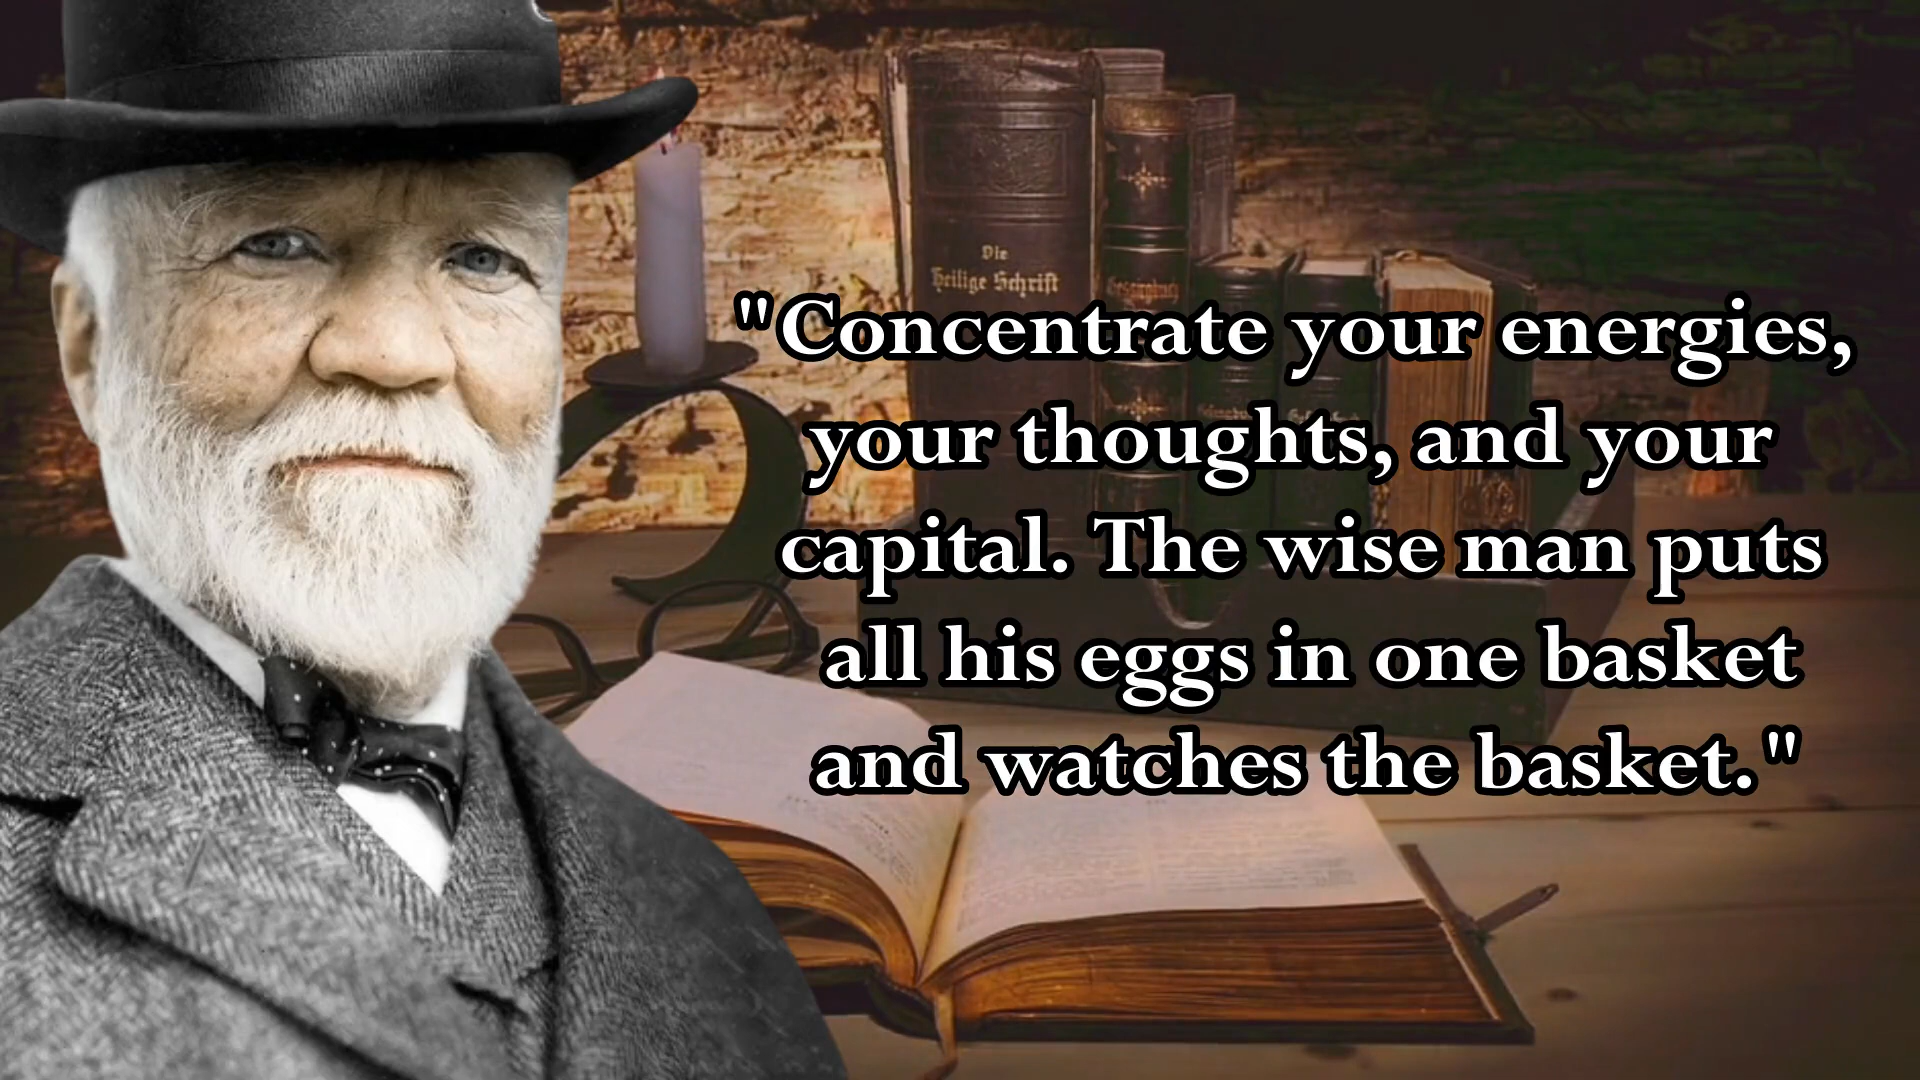 Die
Heilige Schrift
Gesangbuch
"Concentrate your energies,
your thoughts, and your
capital. The wise man puts
all his eggs in one basket
and watches the basket."